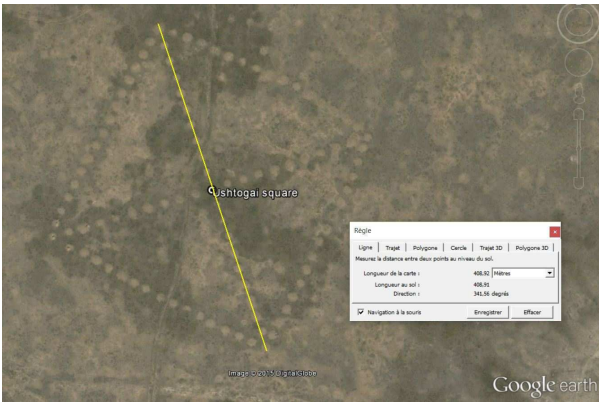 Ushtogai square
Règle
Ligne Trajet Polygone Cercle Trajet 3D Polygone 3D
Mesurez la distance entre deux points au niveau du sol.
Longueur de la carte : 408,92 Mètres
Longueur au sol : 408,91
Direction : 341,56 degrés
Navigation à la souris Enregistrer Effacer
Image © 2015 DigitalGlobe
Google earth